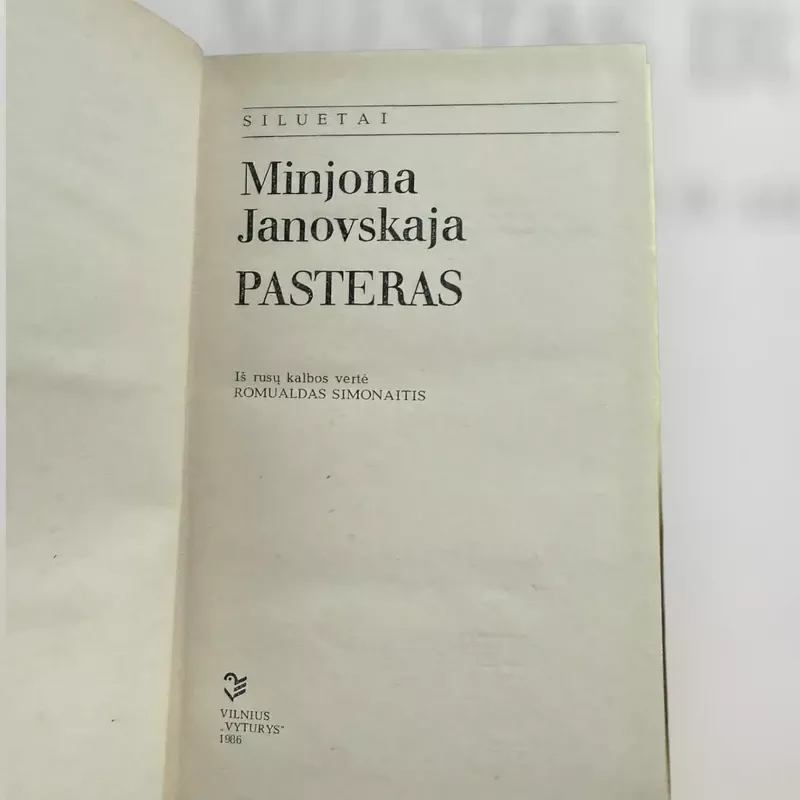 SILUETAI
Minjona
Janovskaja
PASTERAS
Iš rusų kalbos vertė
ROMUALDAS SIMONAITIS
VILNIUS
„VYTURYS“
1986